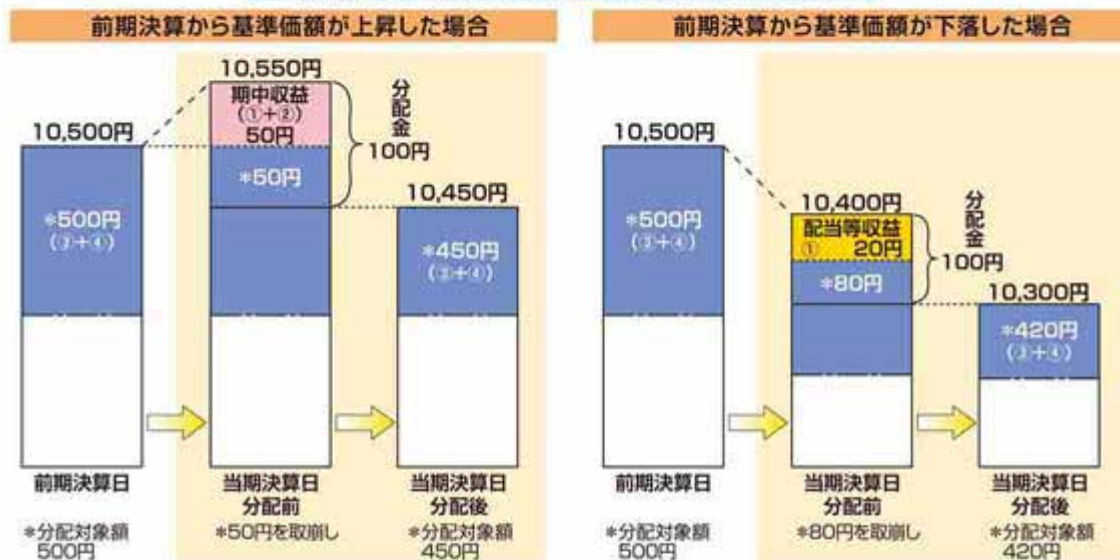 前期決算から基準価額が上昇した場合
10,550円
期中収益
(①+②)
50円
分配金
100円
10,500円
*50円
10,450円
*500円
(③+④)
*450円
(③+④)
前期決算日
当期決算日
分配前
当期決算日
分配後
*分配対象額
500円
*50円を取崩し
*分配対象額
450円
前期決算から基準価額が下落した場合
10,500円
10,400円
配当等収益
① 20円
分配金
100円
*500円
(③+④)
*80円
10,300円
*420円
(③+④)
前期決算日
当期決算日
分配前
当期決算日
分配後
*分配対象額
500円
*80円を取崩し
*分配対象額
420円